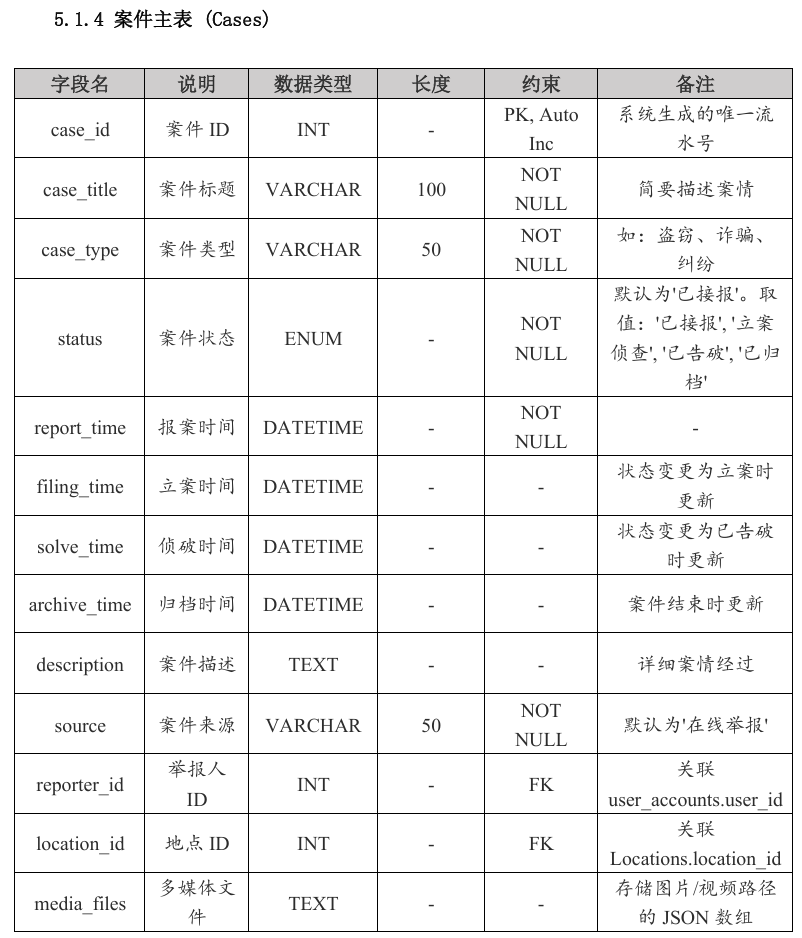 5.1.4 案件主表 (Cases)
字段名 说明 数据类型 长度 约束 备注
case_id 案件 ID INT - PK, Auto Inc 系统生成的唯一流水号
case_title 案件标题 VARCHAR 100 NOT NULL 简要描述案情
case_type 案件类型 VARCHAR 50 NOT NULL 如：盗窃、诈骗、纠纷
status 案件状态 ENUM - NOT NULL 默认为'已接报'。取值：'已接报', '立案侦查', '已告破', '已归档'
report_time 报案时间 DATETIME - NOT NULL -
filing_time 立案时间 DATETIME - - 状态变更为立案时更新
solve_time 侦破时间 DATETIME - - 状态变更为已告破时更新
archive_time 归档时间 DATETIME - - 案件结束时更新
description 案件描述 TEXT - - 详细案情经过
source 案件来源 VARCHAR 50 NOT NULL 默认为'在线举报'
reporter_id 举报人 ID INT - FK 关联 user_accounts.user_id
location_id 地点 ID INT - FK 关联 Locations.location_id
media_files 多媒体文件 TEXT - - 存储图片/视频路径的 JSON 数组